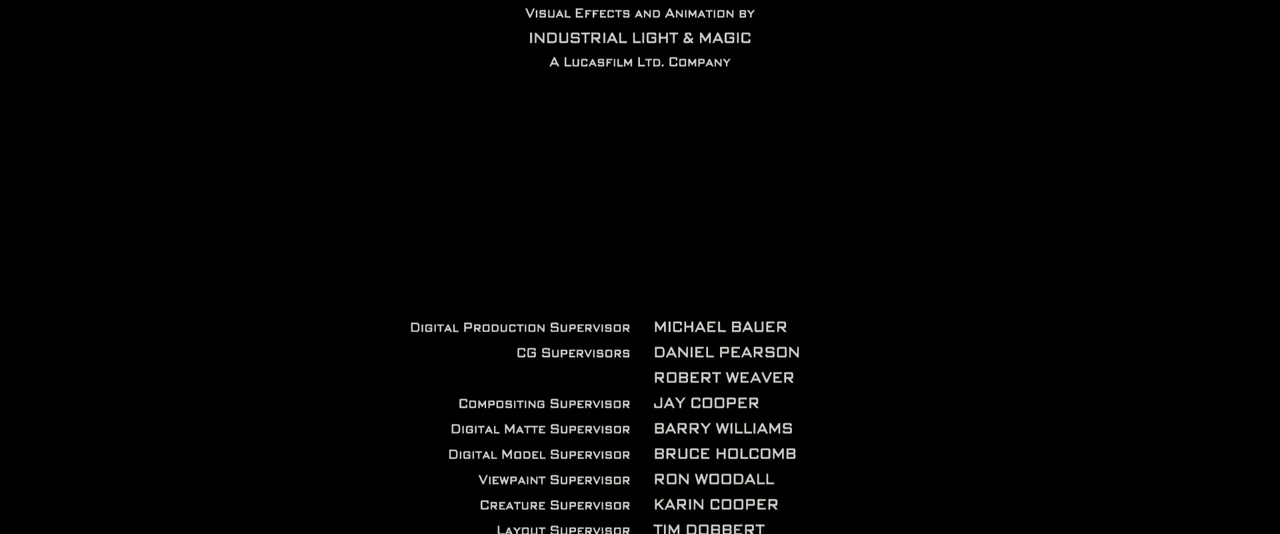 Visual Effects and Animation by
INDUSTRIAL LIGHT & MAGIC
A Lucasfilm Ltd. Company
Digital Production Supervisor MICHAEL BAUER
CG Supervisors DANIEL PEARSON
ROBERT WEAVER
Compositing Supervisor JAY COOPER
Digital Matte Supervisor BARRY WILLIAMS
Digital Model Supervisor BRUCE HOLCOMB
Viewpaint Supervisor RON WOODALL
Creature Supervisor KARIN COOPER
Layout Supervisor TIM DOBBERT